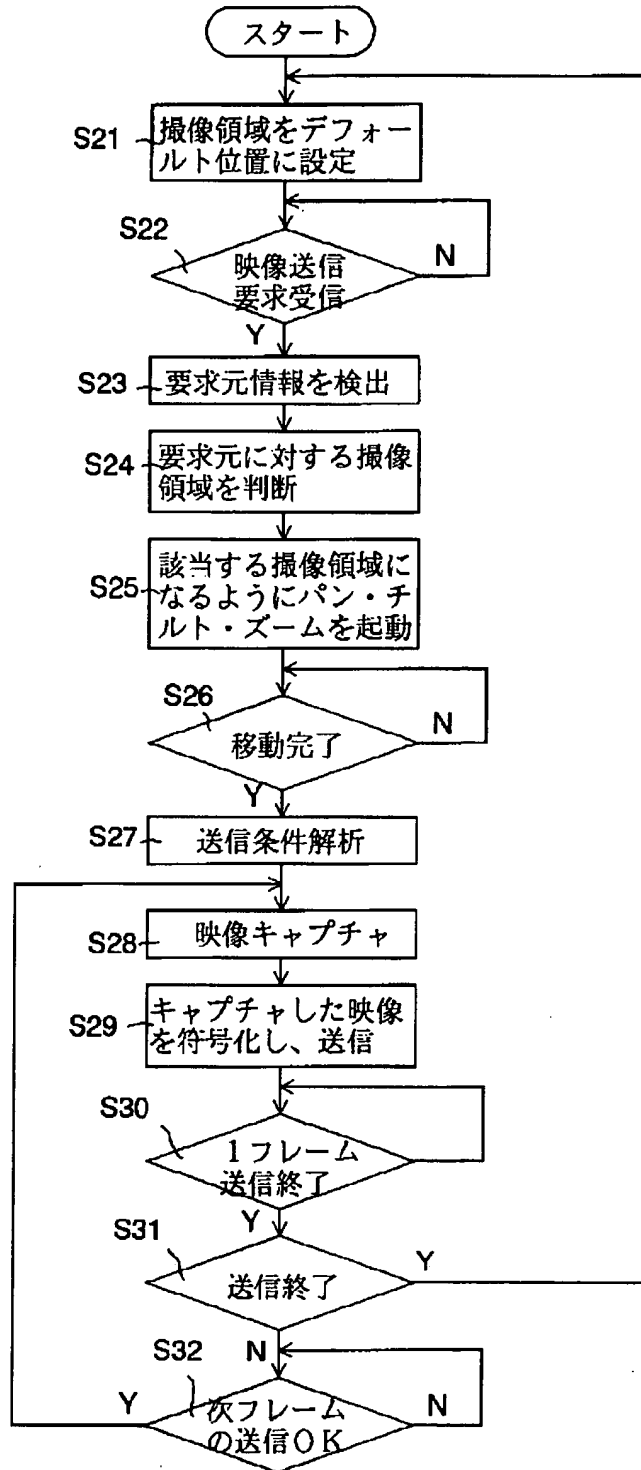 スタート
S21
撮像領域をデフォー
ルト位置に設定
S22
映像送信
要求受信
N
Y
S23
要求元情報を検出
S24
要求元に対する撮像
領域を判断
S25
該当する撮像領域に
なるようにパン・チ
ルト・ズームを起動
S26
移動完了
N
Y
S27
送信条件解析
S28
映像キャプチャ
S29
キャプチャした映像
を符号化し、送信
S30
1フレーム
送信終了
Y
S31
送信終了
Y
N
S32
次フレーム
の送信OK
Y
N